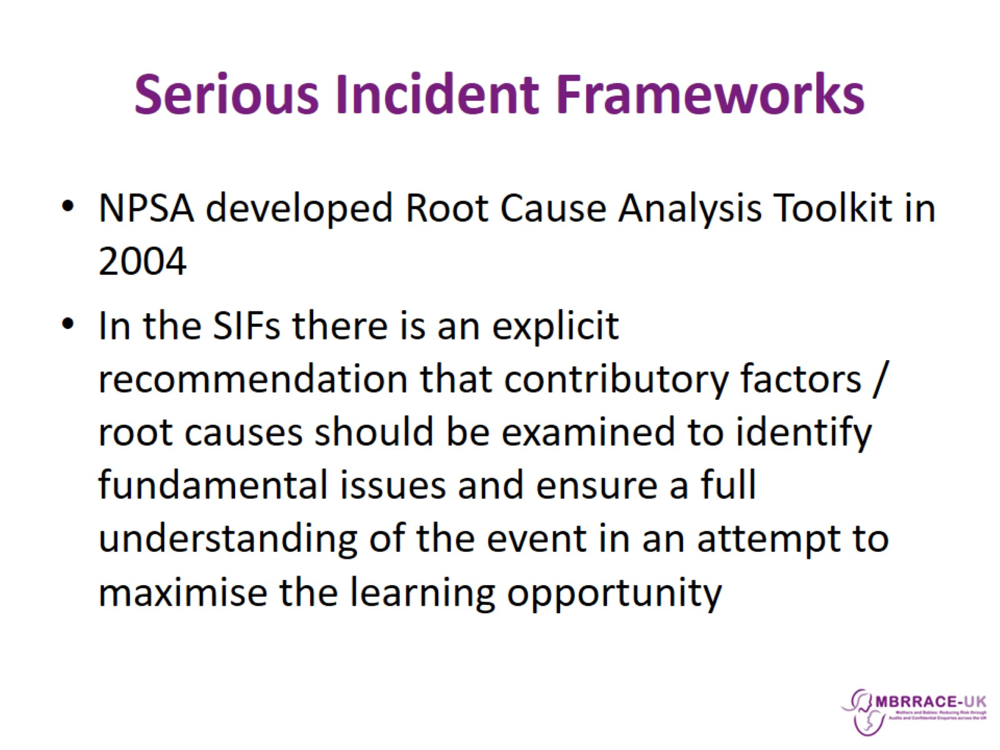 Serious Incident Frameworks
• NPSA developed Root Cause Analysis Toolkit in
2004
• In the SIFs there is an explicit
recommendation that contributory factors /
root causes should be examined to identify
fundamental issues and ensure a full
understanding of the event in an attempt to
maximise the learning opportunity
MBRRACE-UK
Mothers and Babies: Reducing Risk through
Audits and Confidential Enquiries across the UK